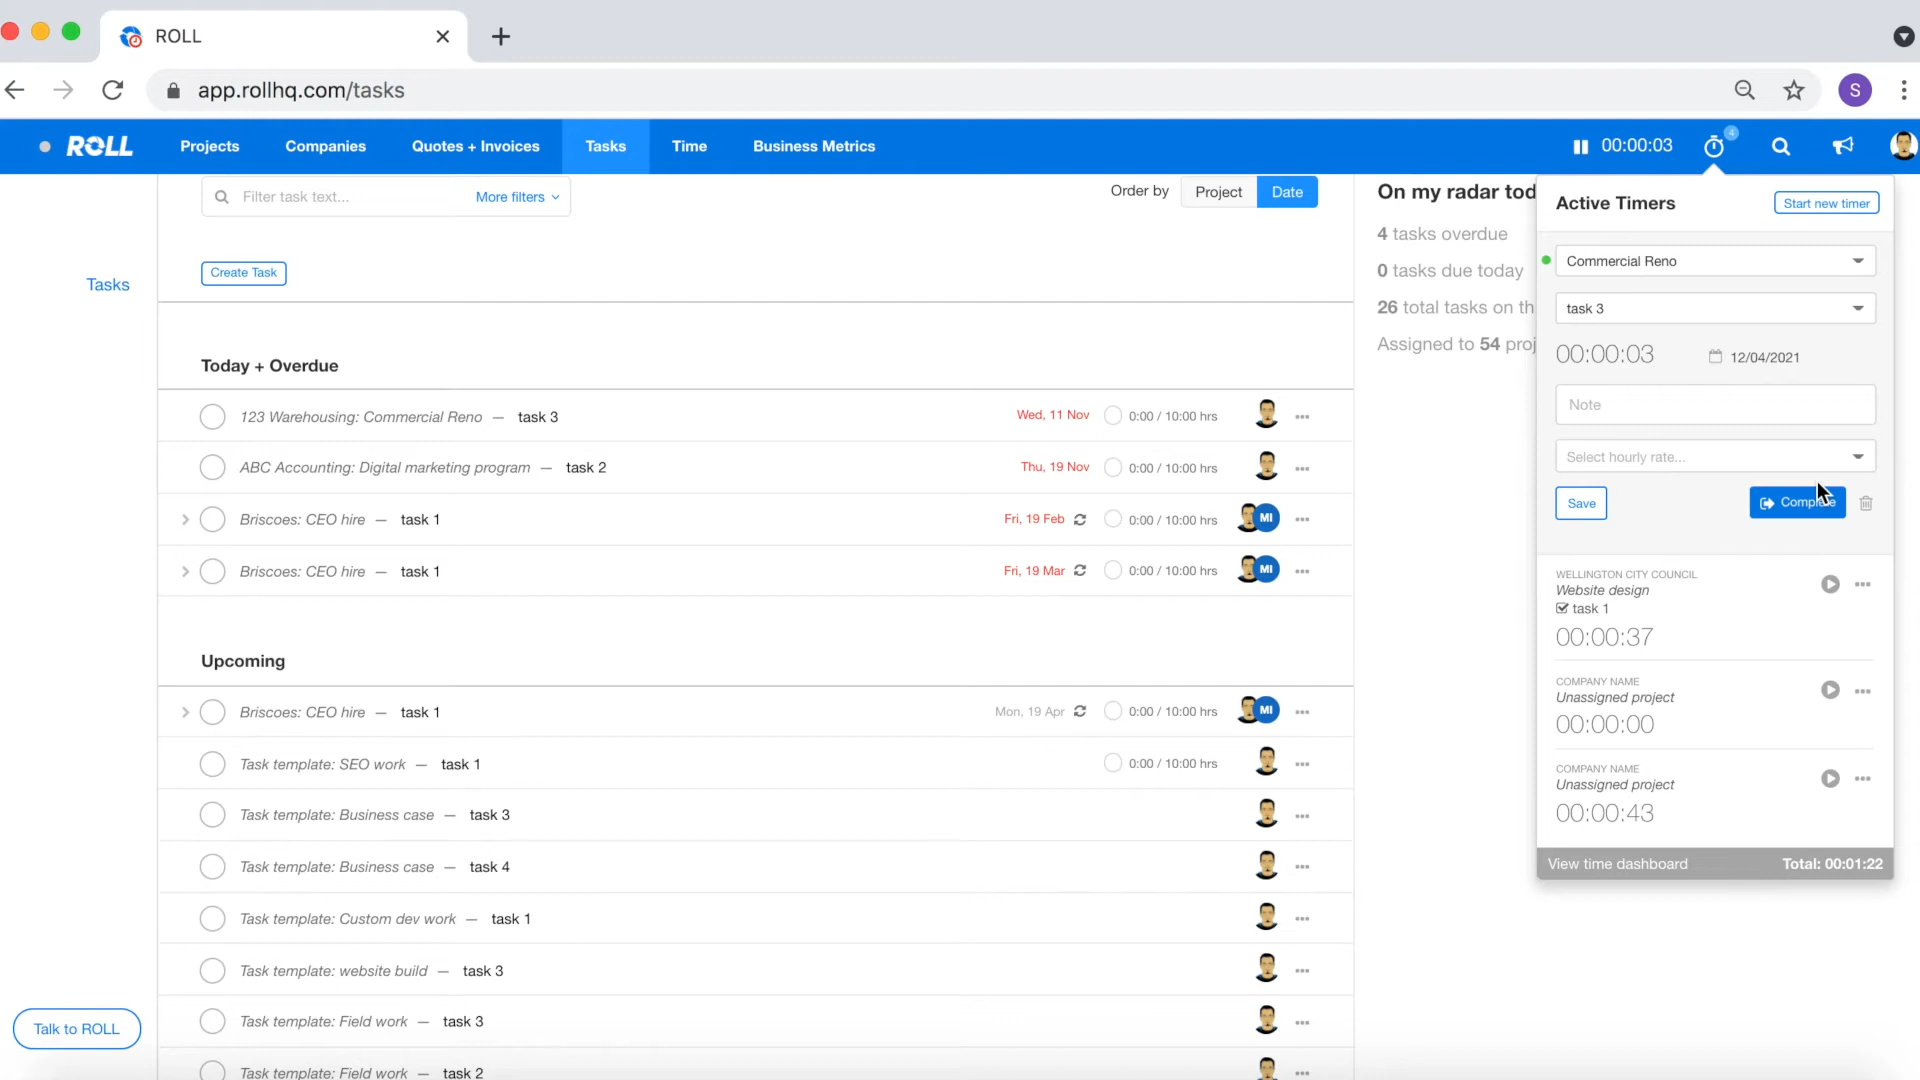 ROLL
app.rollhq.com/tasks
S
ROLL
Projects
Companies
Quotes + Invoices
Tasks
Time
Business Metrics
00:00:03
4
Filter task text...
More filters
Order by
Project
Date
Create Task
Tasks
Today + Overdue
123 Warehousing: Commercial Reno — task 3
Wed, 11 Nov
0:00 / 10:00 hrs
ABC Accounting: Digital marketing program — task 2
Thu, 19 Nov
0:00 / 10:00 hrs
Briscoes: CEO hire — task 1
Fri, 19 Feb
0:00 / 10:00 hrs
MI
Briscoes: CEO hire — task 1
Fri, 19 Mar
0:00 / 10:00 hrs
MI
Upcoming
Briscoes: CEO hire — task 1
Mon, 19 Apr
0:00 / 10:00 hrs
MI
Task template: SEO work — task 1
0:00 / 10:00 hrs
Task template: Business case — task 3
Task template: Business case — task 4
Task template: Custom dev work — task 1
Task template: website build — task 3
Task template: Field work — task 3
Task template: Field work — task 2
Talk to ROLL
On my radar tod
4 tasks overdue
0 tasks due today
26 total tasks on th
Assigned to 54 proj
Active Timers
Start new timer
Commercial Reno
task 3
00:00:03
12/04/2021
Note
Select hourly rate...
Save
Complete
WELLINGTON CITY COUNCIL
Website design
task 1
00:00:37
COMPANY NAME
Unassigned project
00:00:00
COMPANY NAME
Unassigned project
00:00:43
View time dashboard
Total: 00:01:22